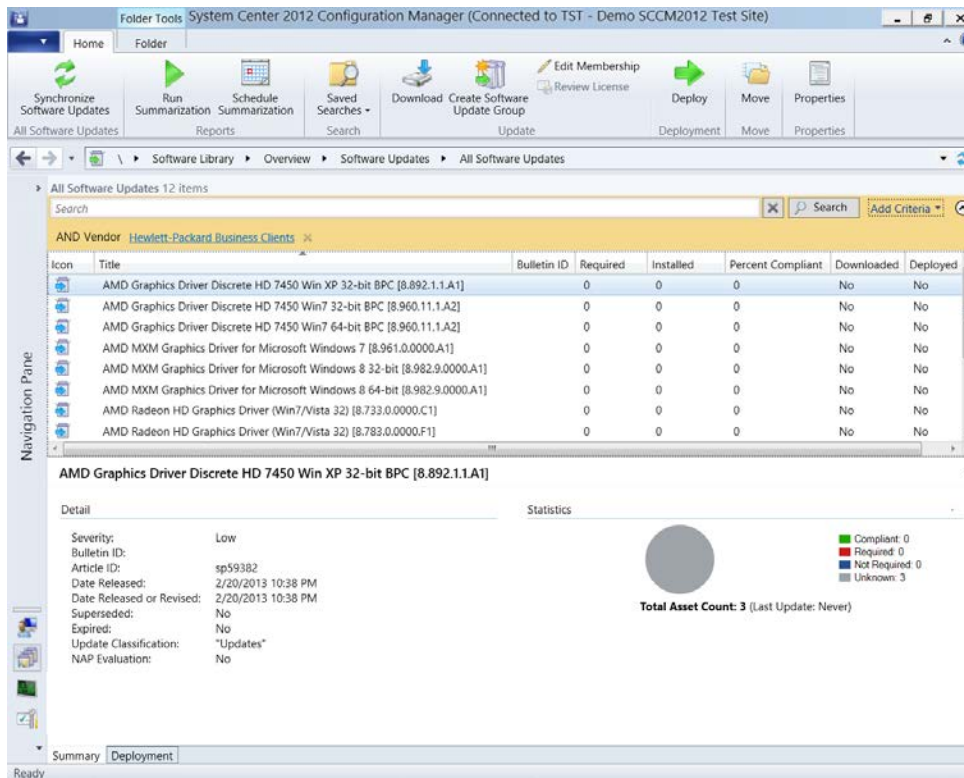 Folder Tools System Center 2012 Configuration Manager (Connected to TST - Demo SCCM2012 Test Site)
Home Folder
Synchronize Software Updates
Run Summarization
Schedule Summarization
Saved Searches
Download
Create Software Update Group
Edit Membership
Review License
Deploy
Move
Properties
All Software Updates Reports Search Update Deployment Move Properties
\ Software Library Overview Software Updates All Software Updates
All Software Updates 12 items
Search Search Add Criteria
AND Vendor Hewlett-Packard Business Clients
Icon Title Bulletin ID Required Installed Percent Compliant Downloaded Deployed
AMD Graphics Driver Discrete HD 7450 Win XP 32-bit BPC [8.892.1.1.A1] 0 0 0 No No
AMD Graphics Driver Discrete HD 7450 Win7 32-bit BPC [8.960.11.1.A2] 0 0 0 No No
AMD Graphics Driver Discrete HD 7450 Win7 64-bit BPC [8.960.11.1.A2] 0 0 0 No No
AMD MXM Graphics Driver for Microsoft Windows 7 [8.961.0.0000.A1] 0 0 0 No No
AMD MXM Graphics Driver for Microsoft Windows 8 32-bit [8.982.9.0000.A1] 0 0 0 No No
AMD MXM Graphics Driver for Microsoft Windows 8 64-bit [8.982.9.0000.A1] 0 0 0 No No
AMD Radeon HD Graphics Driver (Win7/Vista 32) [8.733.0.0000.C1] 0 0 0 No No
AMD Radeon HD Graphics Driver (Win7/Vista 32) [8.783.0.0000.F1] 0 0 0 No No
Navigation Pane
AMD Graphics Driver Discrete HD 7450 Win XP 32-bit BPC [8.892.1.1.A1]
Detail
Severity: Low
Bulletin ID:
Article ID: sp59382
Date Released: 2/20/2013 10:38 PM
Date Released or Revised: 2/20/2013 10:38 PM
Superseded: No
Expired: No
Update Classification: "Updates"
NAP Evaluation: No
Statistics
Compliant: 0
Required: 0
Not Required: 0
Unknown: 3
Total Asset Count: 3 (Last Update: Never)
Summary Deployment
Ready